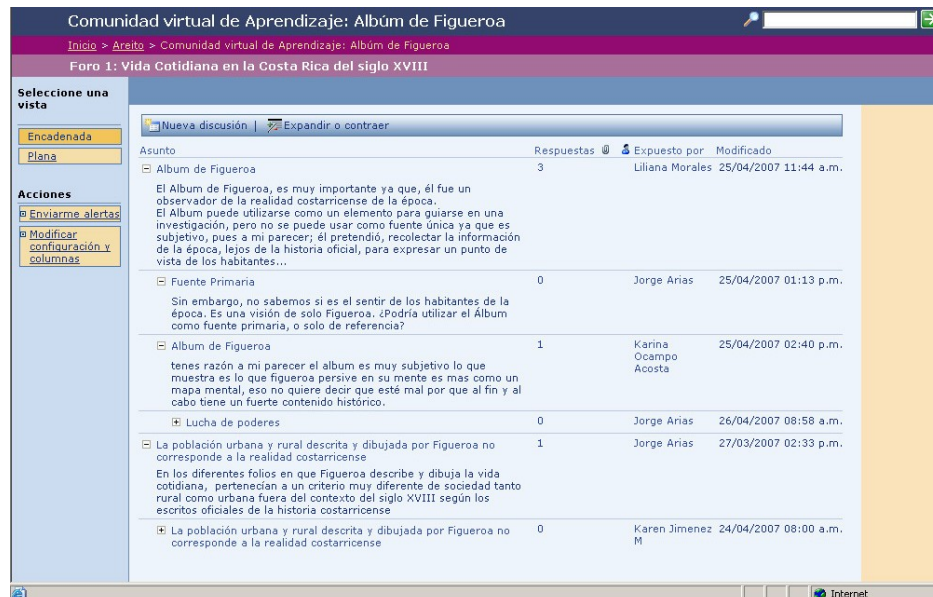 Comunidad virtual de Aprendizaje: Albúm de Figueroa
Inicio > Areito > Comunidad virtual de Aprendizaje: Albúm de Figueroa
Foro 1: Vida Cotidiana en la Costa Rica del siglo XVIII
Seleccione una
vista
Encadenada
Plana
Acciones
Enviarme alertas
Modificar
configuración y
columnas
Nueva discusión | Expandir o contraer
Asunto Respuestas Expuesto por Modificado
Album de Figueroa 3 Liliana Morales 25/04/2007 11:44 a.m.
El Album de Figueroa, es muy importante ya que, él fue un
observador de la realidad costarricense de la época.
El Album puede utilizarse como un elemento para guiarse en una
investigación, pero no se puede usar como fuente única ya que es
subjetivo, pues a mi parecer; él pretendió, recolectar la información
de la época, lejos de la historia oficial, para expresar un punto de
vista de los habitantes...
Fuente Primaria 0 Jorge Arias 25/04/2007 01:13 p.m.
Sin embargo, no sabemos si es el sentir de los habitantes de la
época. Es una visión de solo Figueroa. ¿Podría utilizar el Álbum
como fuente primaria, o solo de referencia?
Album de Figueroa 1 Karina 25/04/2007 02:40 p.m.
Ocampo
Acosta
tenes razón a mi parecer el album es muy subjetivo lo que
muestra es lo que figueroa persive en su mente es mas como un
mapa mental, eso no quiere decir que esté mal por que al fin y al
cabo tiene un fuerte contenido histórico.
Lucha de poderes 0 Jorge Arias 26/04/2007 08:58 a.m.
La población urbana y rural descrita y dibujada por Figueroa no 1 Jorge Arias 27/03/2007 02:33 p.m.
corresponde a la realidad costarricense
En los diferentes folios en que Figueroa describe y dibuja la vida
cotidiana, pertenecían a un criterio muy diferente de sociedad tanto
rural como urbana fuera del contexto del siglo XVIII según los
escritos oficiales de la historia costarricense
La población urbana y rural descrita y dibujada por Figueroa no 0 Karen Jimenez 24/04/2007 08:00 a.m.
corresponde a la realidad costarricense M
Internet